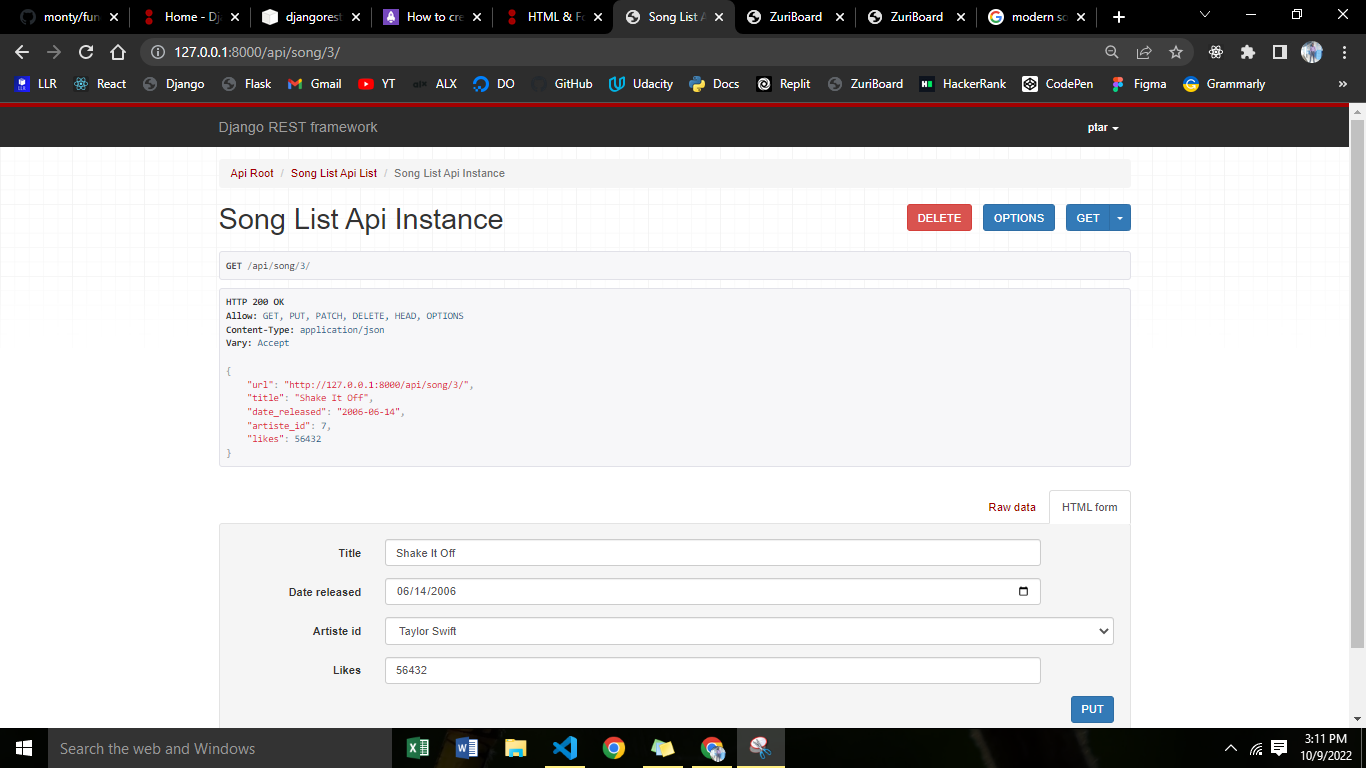 monty/fun
Home - Dj
djangorest
How to cre
HTML & Fo
Song List A
ZuriBoard
ZuriBoard
modern so
127.0.0.1:8000/api/song/3/
LLR
React
Django
Flask
Gmail
YT
ALX
DO
GitHub
Udacity
Docs
Replit
ZuriBoard
HackerRank
CodePen
Figma
Grammarly
»
Django REST framework
ptar
Api Root / Song List Api List / Song List Api Instance
Song List Api Instance
DELETE
OPTIONS
GET
GET /api/song/3/
HTTP 200 OK
Allow: GET, PUT, PATCH, DELETE, HEAD, OPTIONS
Content-Type: application/json
Vary: Accept
{
"url": "http://127.0.0.1:8000/api/song/3/",
"title": "Shake It Off",
"date_released": "2006-06-14",
"artiste_id": 7,
"likes": 56432
}
Raw data
HTML form
Title
Shake It Off
Date released
06/14/2006
Artiste id
Taylor Swift
Likes
56432
PUT
Search the web and Windows
3:11 PM
10/9/2022